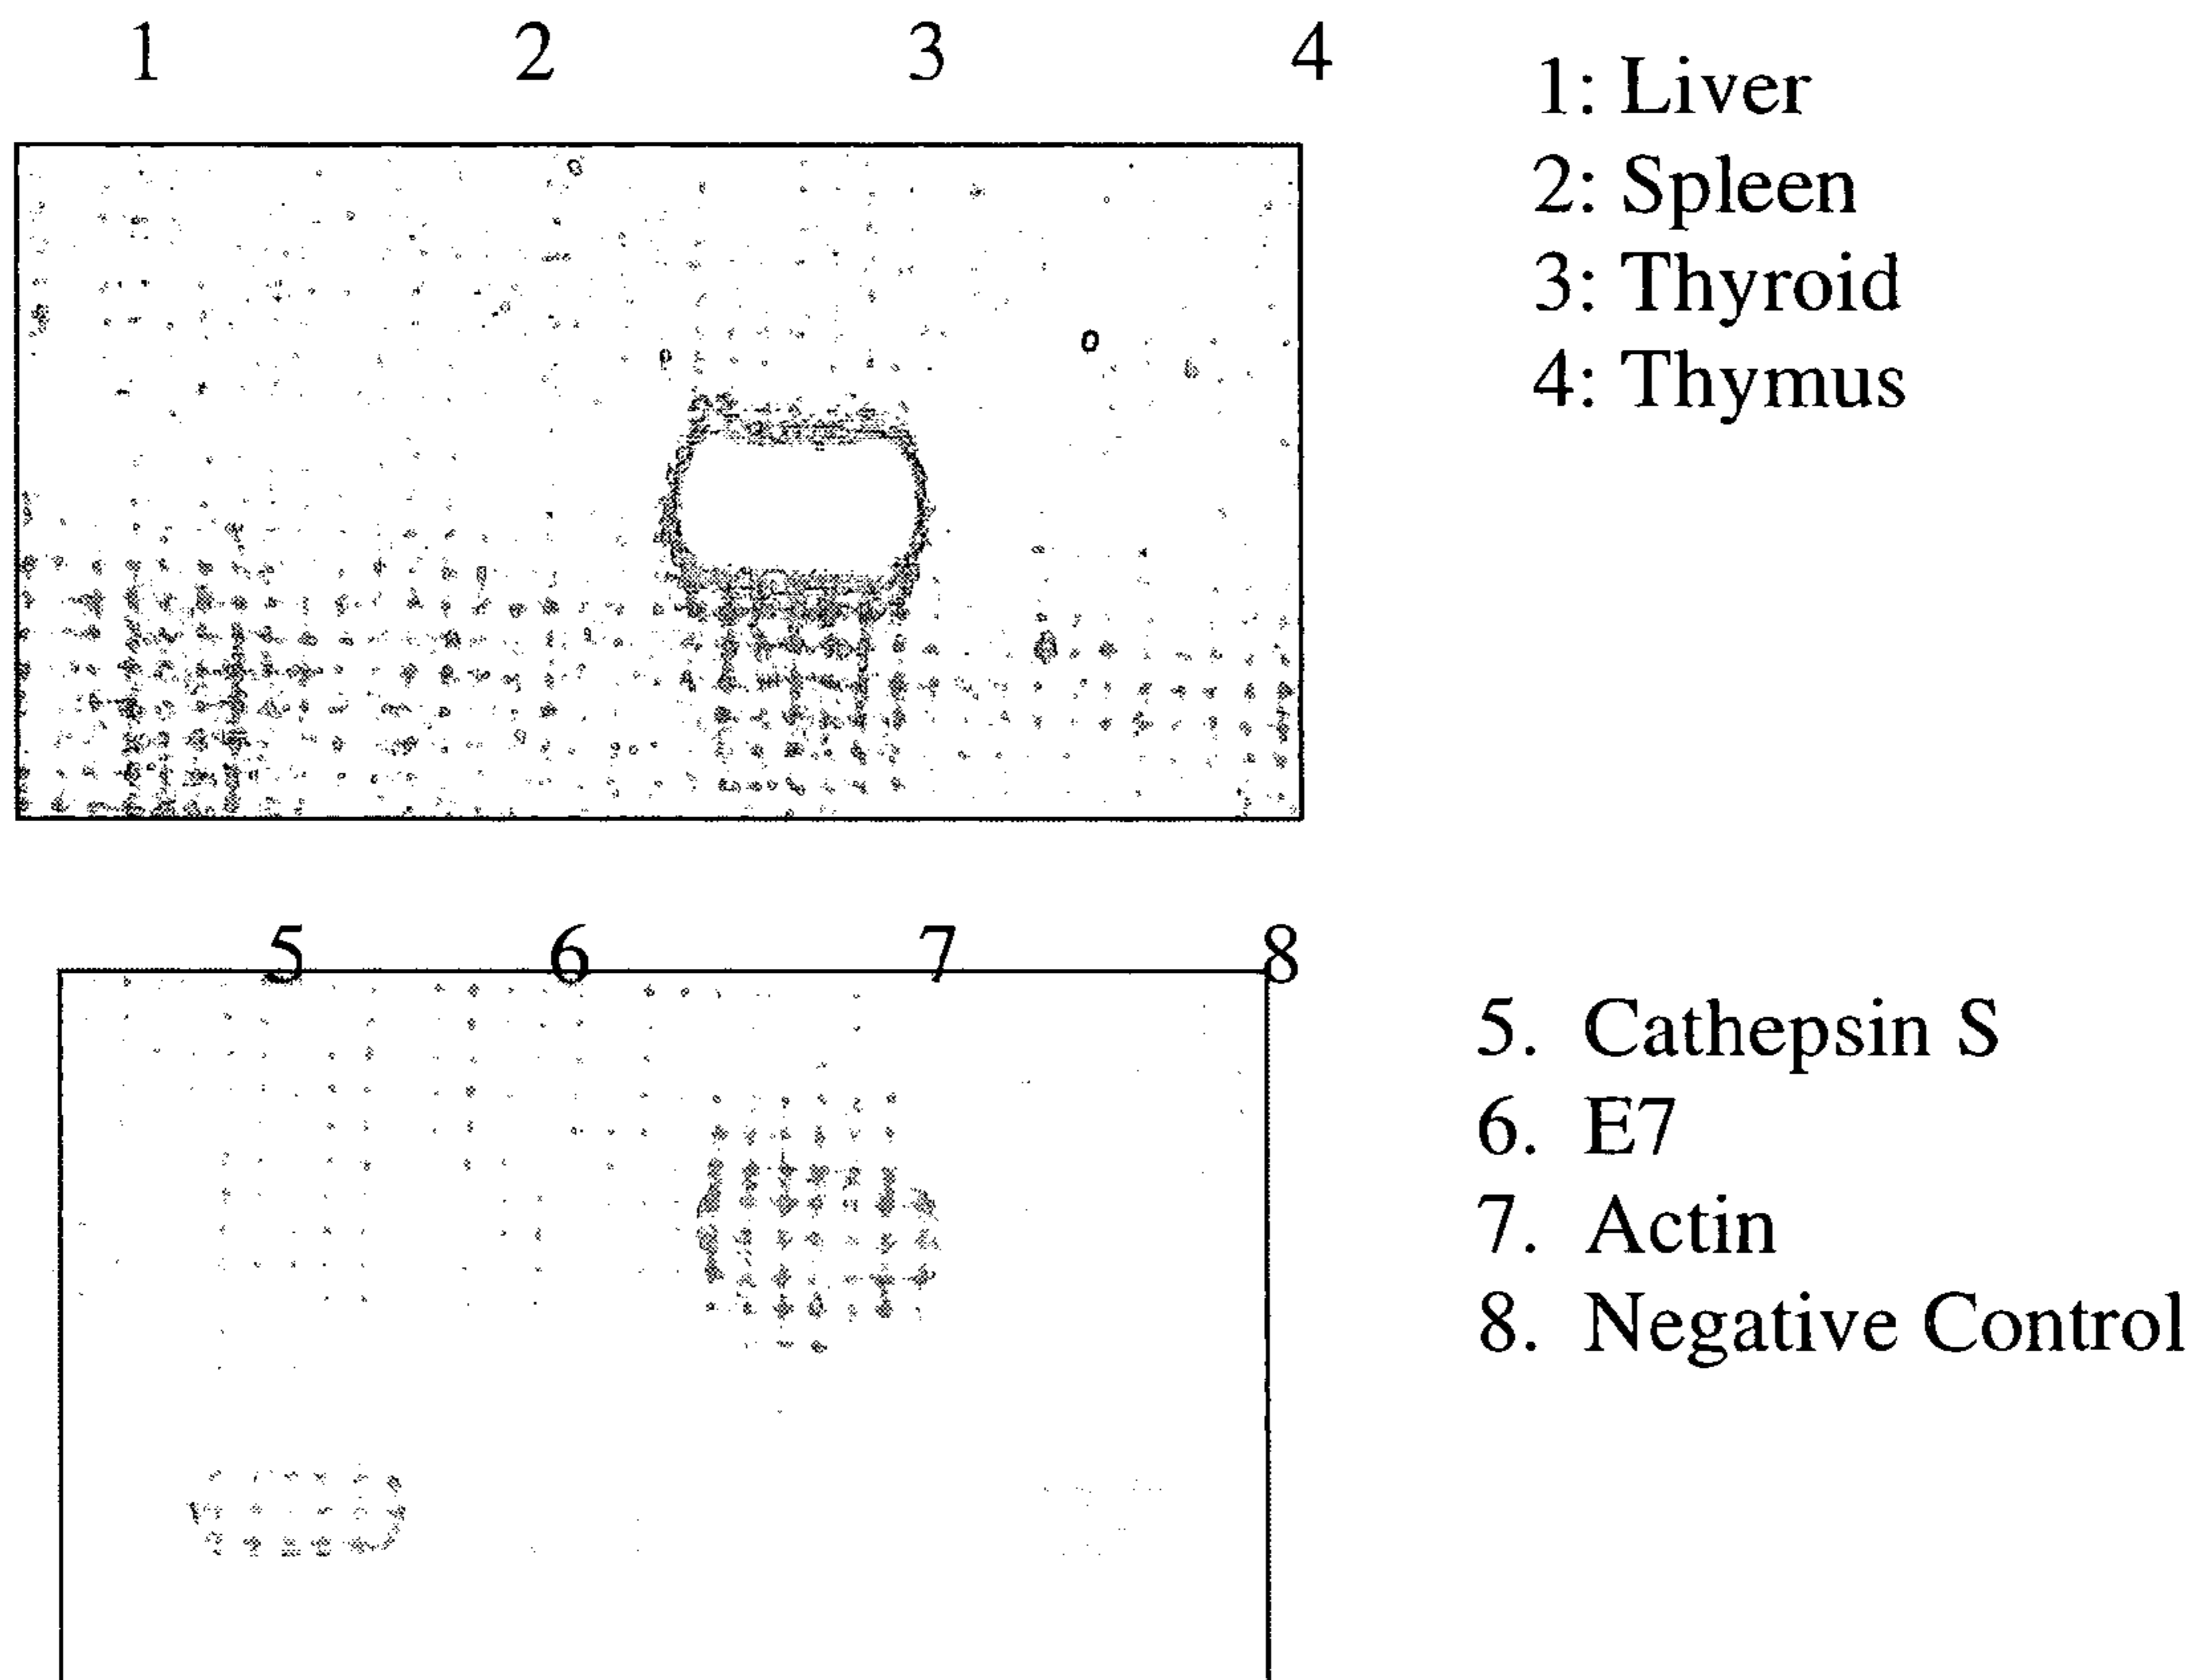 1 2 3 4
1: Liver
2: Spleen
3: Thyroid
4: Thymus
5 6 7 8
5. Cathepsin S
6. E7
7. Actin
8. Negative Control